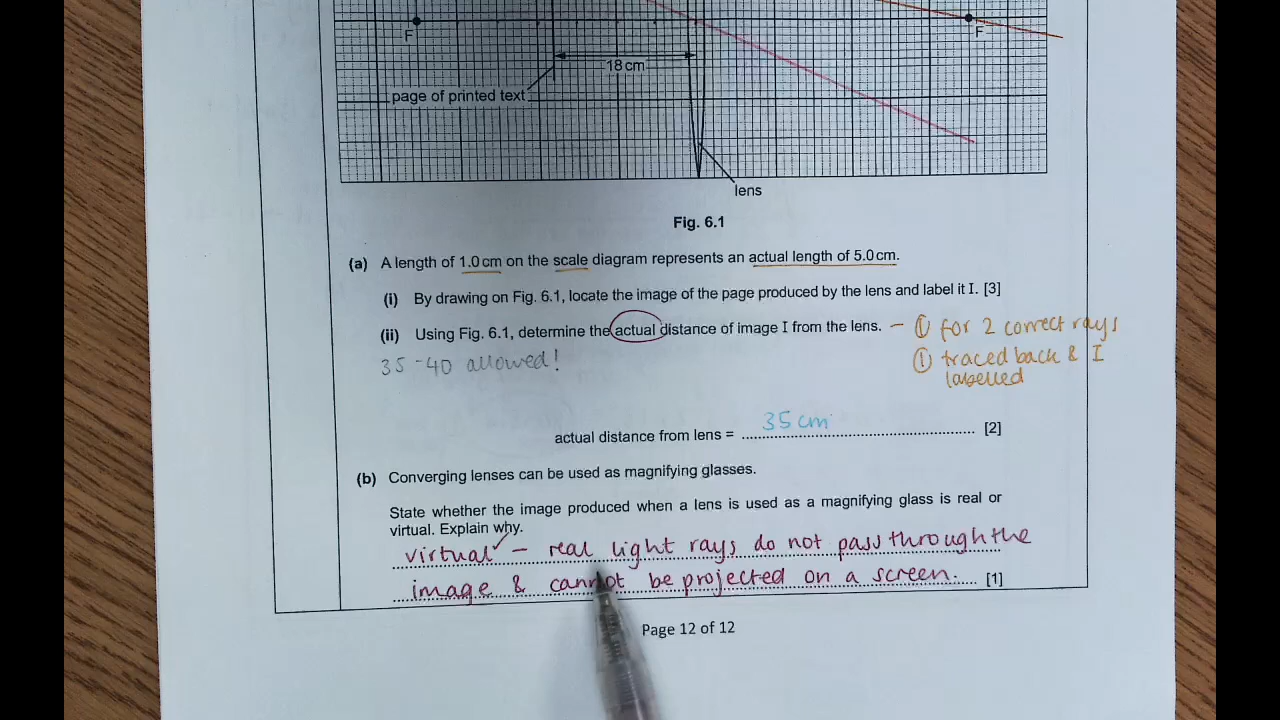 F
F
18 cm
page of printed text
lens
Fig. 6.1
(a) A length of 1.0 cm on the scale diagram represents an actual length of 5.0 cm.
(i) By drawing on Fig. 6.1, locate the image of the page produced by the lens and label it I. [3]
(ii) Using Fig. 6.1, determine the actual distance of image I from the lens. – ① for 2 correct rays
35-40 allowed!
① traced back & I
labelled
35 cm
actual distance from lens = ............ [2]
(b) Converging lenses can be used as magnifying glasses.
State whether the image produced when a lens is used as a magnifying glass is real or
virtual. Explain why.
virtual ✓ – real light rays do not pass through the
image & cannot be projected on a screen. [1]
Page 12 of 12